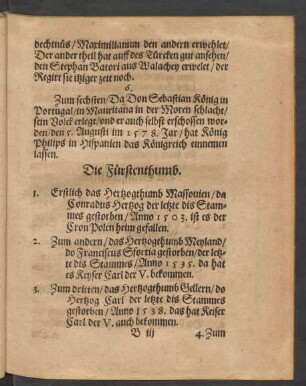 dechtnüs/Maximilianum den andern erwehlet/
Der ander theil hat auff des Türcken gut ansehen/
den Stephan Batori aus Walachey erwelet/der
Regirt sie itziger zeit noch.
6.
Zum sechsten/Da Don Sebastian König in
Portugal/in Mauritana in der Moren schlacht/
sein Volck erlegt/vnd er auch selbst erschossen wor-
den/den 5. Augusti im 1578. Jar/hat König
Philips in Hispanien das Königreich einnemen
lassen.
Die Fürstenthumb.
1. Erstlich das Hertzogthumb Massouien/da
Conradus Hertzog der letzte dis Stam-
mes gestorben/Anno 1503. ist es der
Cron Polen heim gefallen.
2. Zum andern/das Hertzogthumb Meyland/
do Franciscus Sfortia gestorben/der letz-
te dis Stammes/Anno 1535. da hat
es Keyser Carl der V. bekommen.
3. Zum dritten/das Hertzogthumb Gellern/do
Hertzog Carl der letzte dis Stammes
gestorben/Anno 1538. das hat Keiser
Carl der V. auch bekommen.
B iij 4. Zum